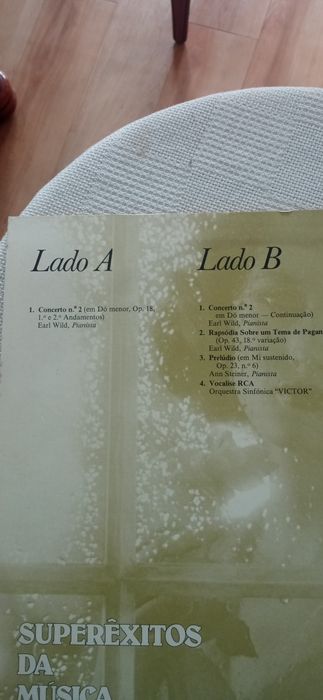 Lado A
1. Concerto n.º 2 (em Dó menor, Op. 18,
1.º e 2.º Andamentos)
Earl Wild, Pianista
Lado B
1. Concerto n.º 2
em Dó menor — Continuação)
Earl Wild, Pianista
2. Rapsódia Sobre um Tema de Pagan
(Op. 43, 18.ª variação)
Earl Wild, Pianista
3. Prelúdio (em Mi sustenido,
Op. 23, n.º 6)
Ann Steiner, Pianista
4. Vocalise RCA
Orquestra Sinfónica "VICTOR"
SUPERÊXITOS
DA
MÚSICA